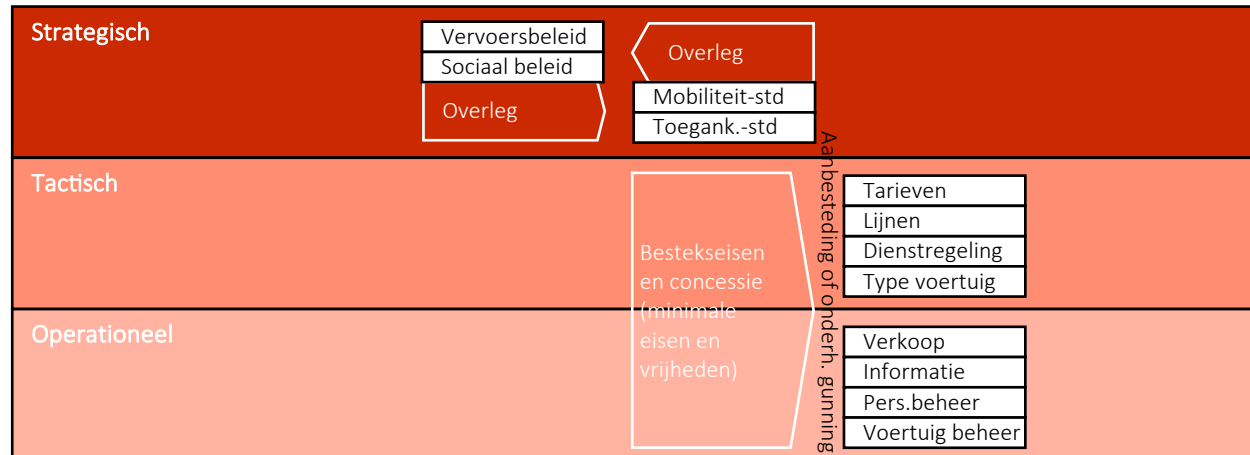 Strategisch
Vervoersbeleid
Sociaal beleid
Overleg
Overleg
Mobiliteit-std
Toegank.-std
Aanbesteding of onderh. gunning
Tactisch
Bestekseisen
en concessie
(minimale
eisen en
vrijheden)
Tarieven
Lijnen
Dienstregeling
Type voertuig
Operationeel
Verkoop
Informatie
Pers.beheer
Voertuig beheer